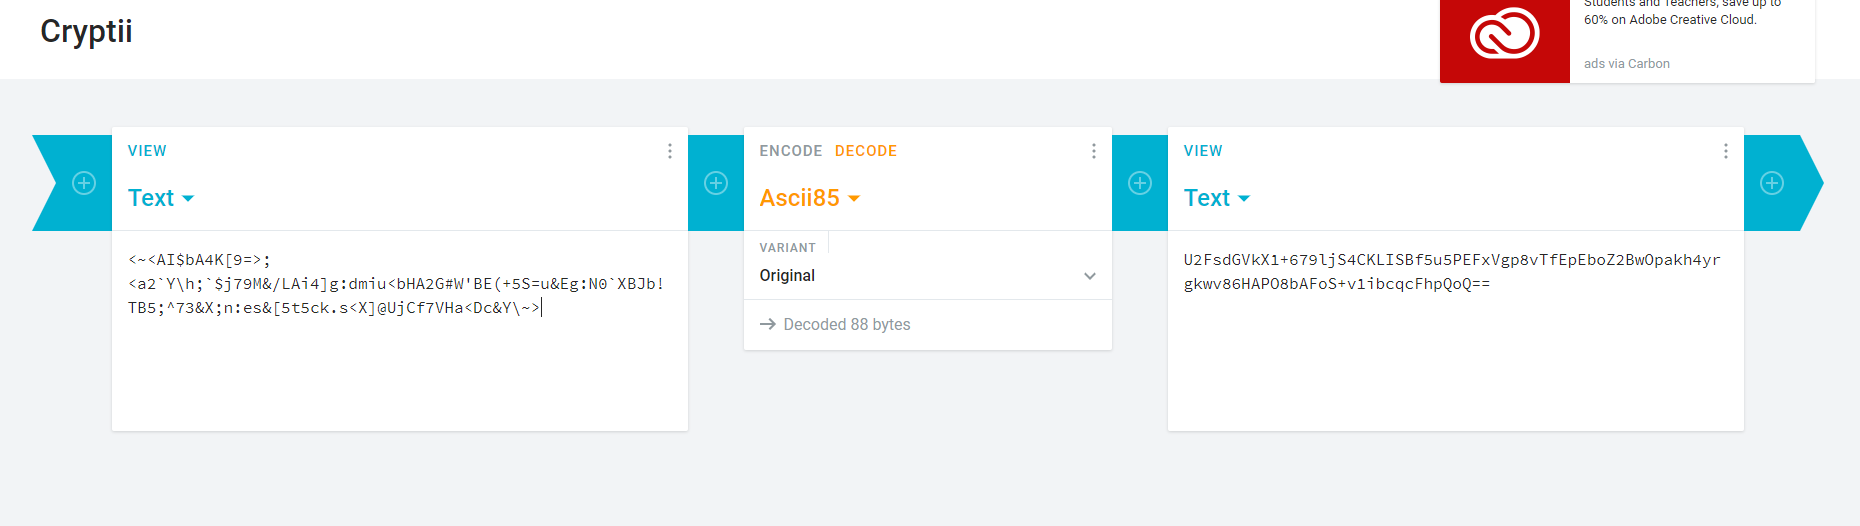 Cryptii
Students and Teachers, save up to
60% on Adobe Creative Cloud.
ads via Carbon
VIEW
Text
<~<AI$bA4K[9=>;
<a2`Y\h;`$j79M&/LAi4]g:dmiu<bHA2G#W'BE(+5S=u&Eg:N0`XBJb!
TB5;^73&X;n:es&[5t5ck.s<X]@UjCf7VHa<Dc&Y\~>
ENCODE DECODE
Ascii85
VARIANT
Original
Decoded 88 bytes
VIEW
Text
U2FsdGVkX1+679ljS4CKLISBf5u5PEFxVgp8vTfEpEboZ2BwOpakh4yr
gkwv86HAPO8bAFoS+v1ibcqcFhpQoQ==